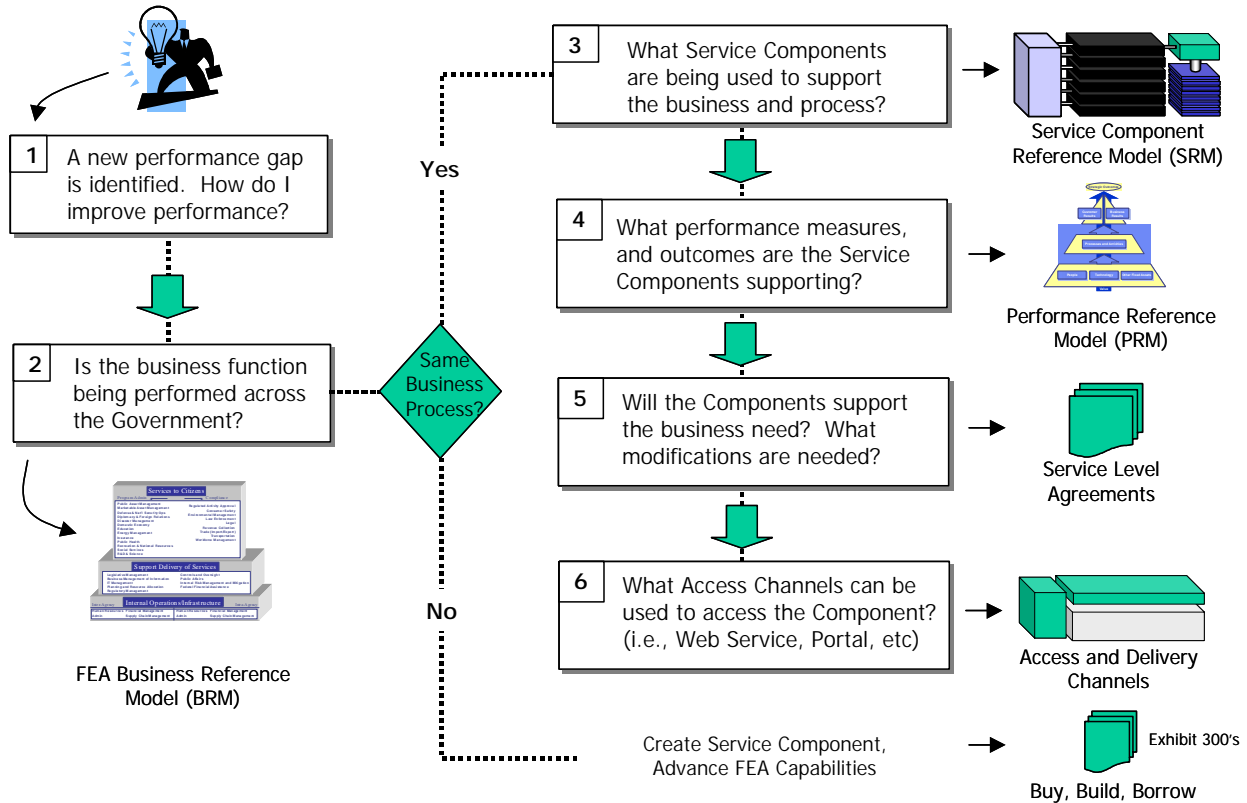 1
A new performance gap
is identified. How do I
improve performance?
2
Is the business function
being performed across
the Government?
Services to Citizens
Support Delivery of Services
Internal Operations/Infrastructure
FEA Business Reference
Model (BRM)
Same
Business
Process?
Yes
No
3
What Service Components
are being used to support
the business and process?
Service Component
Reference Model (SRM)
4
What performance measures,
and outcomes are the Service
Components supporting?
Performance Reference
Model (PRM)
5
Will the Components support
the business need? What
modifications are needed?
Service Level
Agreements
6
What Access Channels can be
used to access the Component?
(i.e., Web Service, Portal, etc)
Access and Delivery
Channels
Create Service Component,
Advance FEA Capabilities
Exhibit 300's
Buy, Build, Borrow